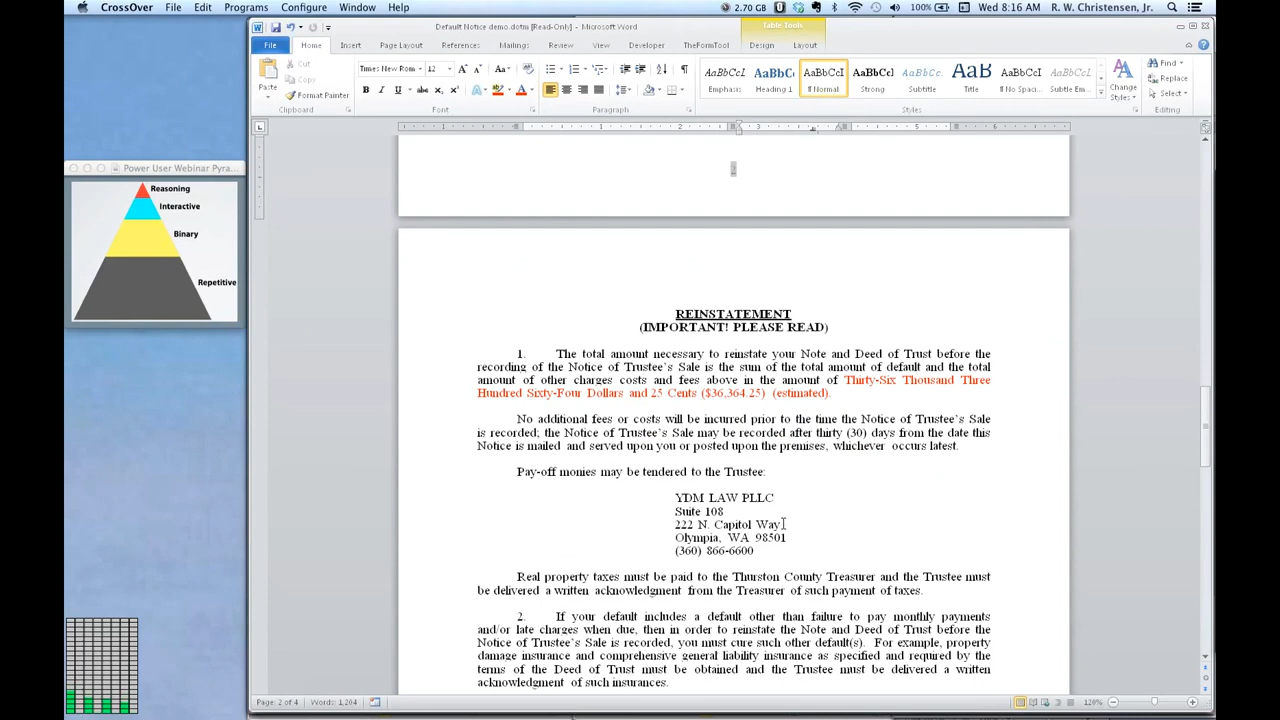 CrossOver File Edit Programs Configure Window Help
2.70 GB 100% Wed 8:16 AM R. W. Christensen, Jr.
Default Notice demo.dotm [Read-Only] - Microsoft Word
Table Tools
File Home Insert Page Layout References Mailings Review View Developer TheFormTool Design Layout
Paste
Cut
Copy
Format Painter
Clipboard
Times New Rom 12
Font
Paragraph
AaBbCcI AaBbCc AaBbCcI AaBbCcI AaBbCc. AaB AaBbCcI AaBbCcI
Emphasis Heading 1 ¶ Normal Strong Subtitle Title ¶ No Spaci... Subtle Em...
Change Styles
Styles
Find
Replace
Select
Editing
Power User Webinar Pyra...
Reasoning
Interactive
Binary
Repetitive
REINSTATEMENT
(IMPORTANT! PLEASE READ)
1. The total amount necessary to reinstate your Note and Deed of Trust before the
recording of the Notice of Trustee's Sale is the sum of the total amount of default and the total
amount of other charges costs and fees above in the amount of Thirty-Six Thousand Three
Hundred Sixty-Four Dollars and 25 Cents ($36,364.25) (estimated).
No additional fees or costs will be incurred prior to the time the Notice of Trustee's Sale
is recorded; the Notice of Trustee's Sale may be recorded after thirty (30) days from the date this
Notice is mailed and served upon you or posted upon the premises, whichever occurs latest.
Pay-off monies may be tendered to the Trustee:
YDM LAW PLLC
Suite 108
222 N. Capitol Way
Olympia, WA 98501
(360) 866-6600
Real property taxes must be paid to the Thurston County Treasurer and the Trustee must
be delivered a written acknowledgment from the Treasurer of such payment of taxes.
2. If your default includes a default other than failure to pay monthly payments
and/or late charges when due, then in order to reinstate the Note and Deed of Trust before the
Notice of Trustee's Sale is recorded, you must cure such other default(s). For example, property
damage insurance and comprehensive general liability insurance as specified and required by the
terms of the Deed of Trust must be obtained and the Trustee must be delivered a written
acknowledgment of such insurances.
Page: 2 of 4 Words: 1,204 120%